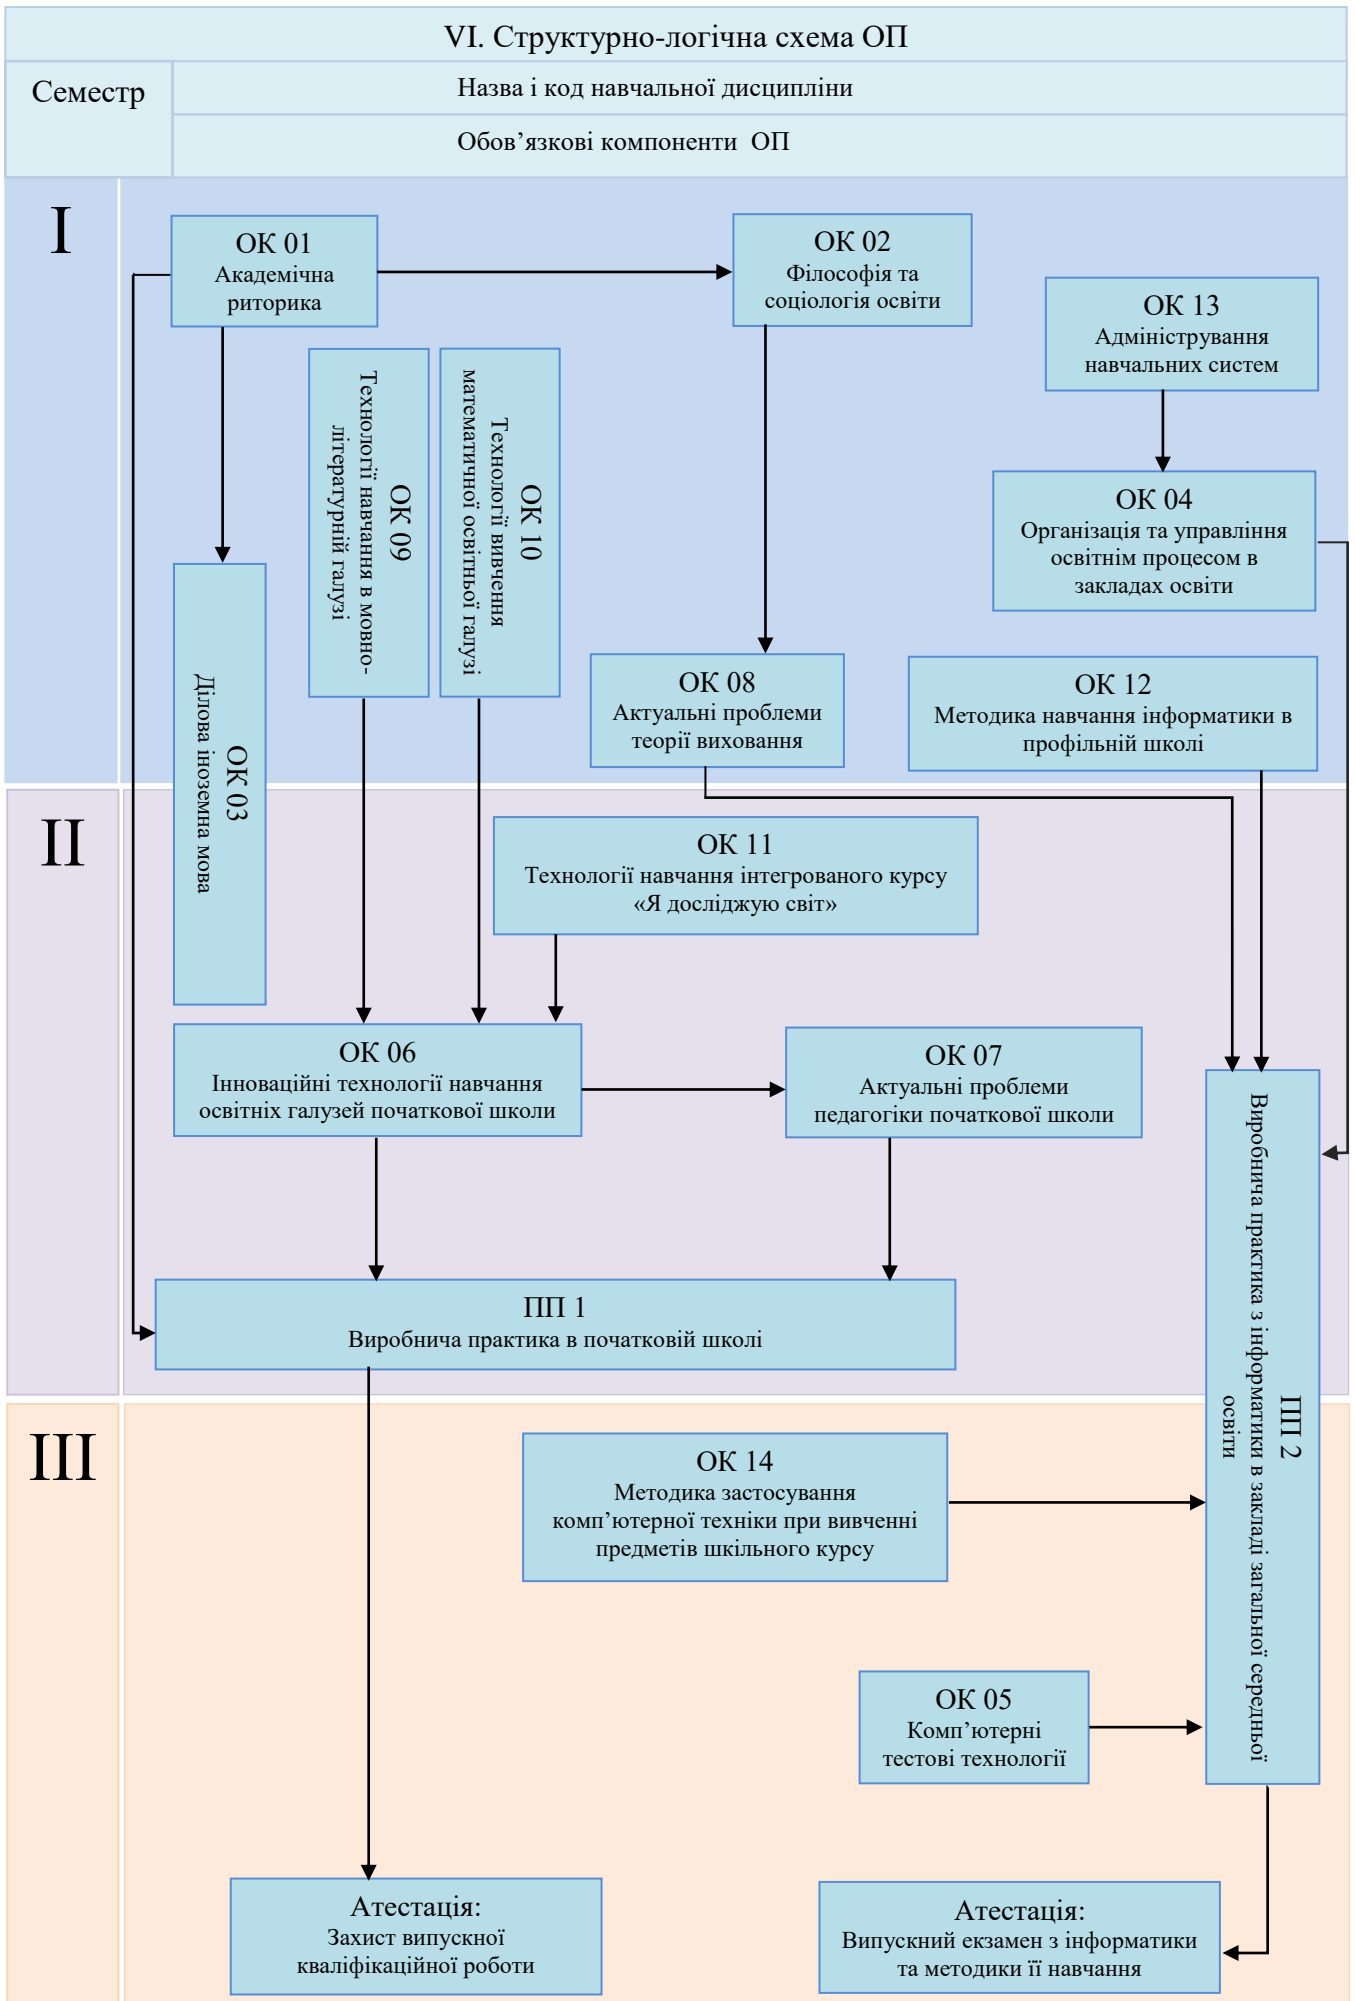 VI. Структурно-логічна схема ОП
Семестр
Назва і код навчальної дисципліни
Обов’язкові компоненти ОП
I
ОК 01
Академічна
риторика
ОК 02
Філософія та
соціологія освіти
ОК 13
Адміністрування
навчальних систем
ОК 09
Технології навчання в мовно-
літературній галузі
ОК 10
Технології вивчення
математичної освітньої галузі
ОК 04
Організація та управління
освітнім процесом в
закладах освіти
ОК 03
Ділова іноземна мова
ОК 08
Актуальні проблеми
теорії виховання
ОК 12
Методика навчання інформатики в
профільній школі
II
ОК 11
Технології навчання інтегрованого курсу
«Я досліджую світ»
ОК 06
Інноваційні технології навчання
освітніх галузей початкової школи
ОК 07
Актуальні проблеми
педагогіки початкової школи
ПП 1
Виробнича практика в початковій школі
ПП 2
Виробнича практика з інформатики в закладі загальної середньої
освіти
III
ОК 14
Методика застосування
комп’ютерної техніки при вивченні
предметів шкільного курсу
ОК 05
Комп’ютерні
тестові технології
Атестація:
Захист випускної
кваліфікаційної роботи
Атестація:
Випускний екзамен з інформатики
та методики її навчання